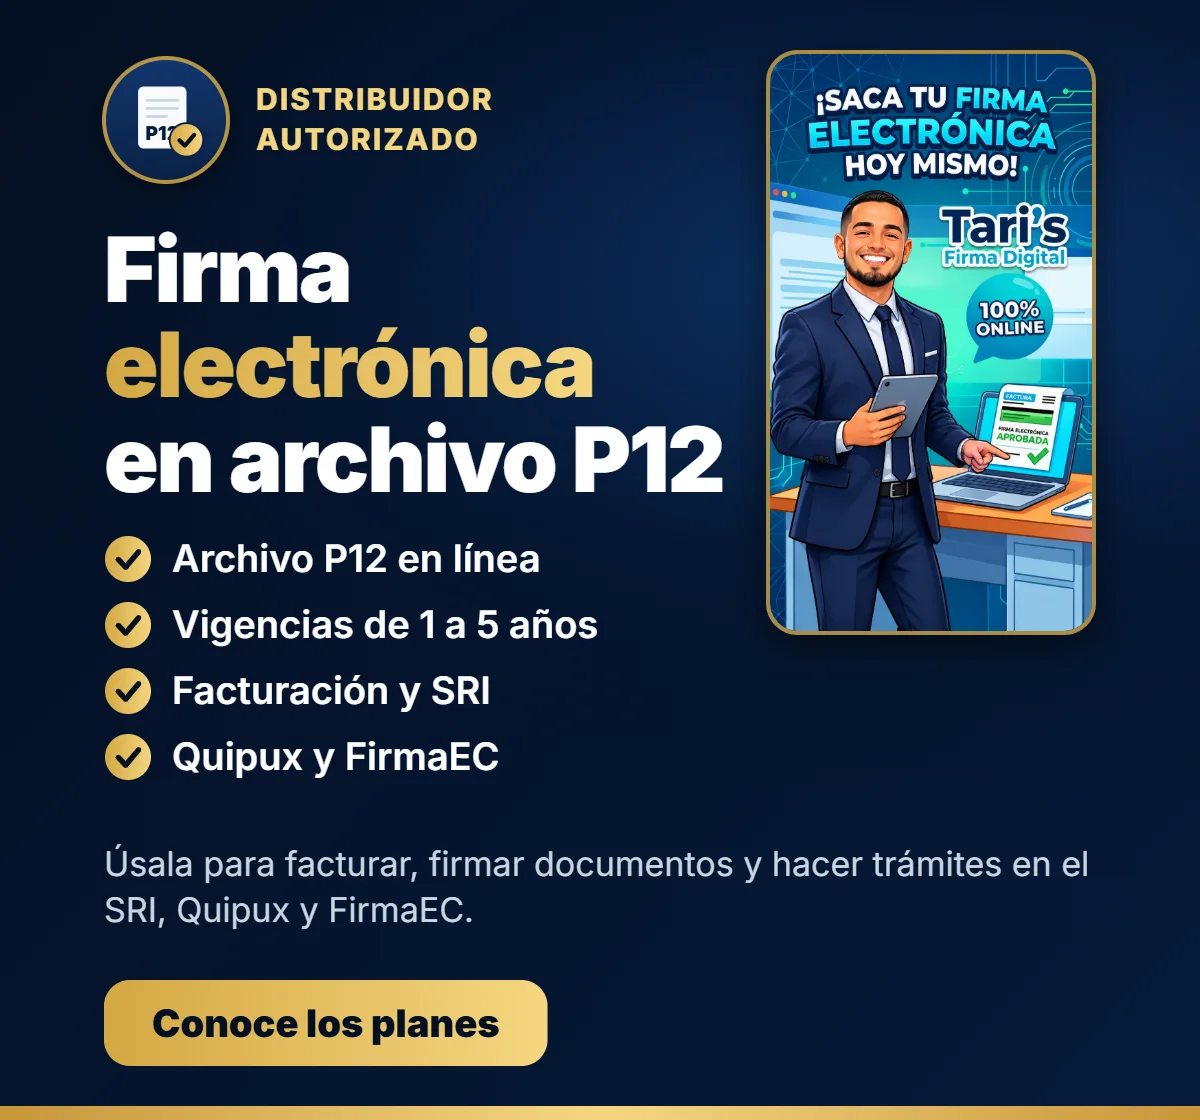 P12
DISTRIBUIDOR
AUTORIZADO
Firma
electrónica
en archivo P12
Archivo P12 en línea
Vigencias de 1 a 5 años
Facturación y SRI
Quipux y FirmaEC
Úsala para facturar, firmar documentos y hacer trámites en el
SRI, Quipux y FirmaEC.
Conoce los planes
¡SACA TU FIRMA
ELECTRÓNICA
HOY MISMO!
Tari's
Firma Digital
100%
ONLINE
FACTURA
FIRMA ELECTRÓNICA
APROBADA